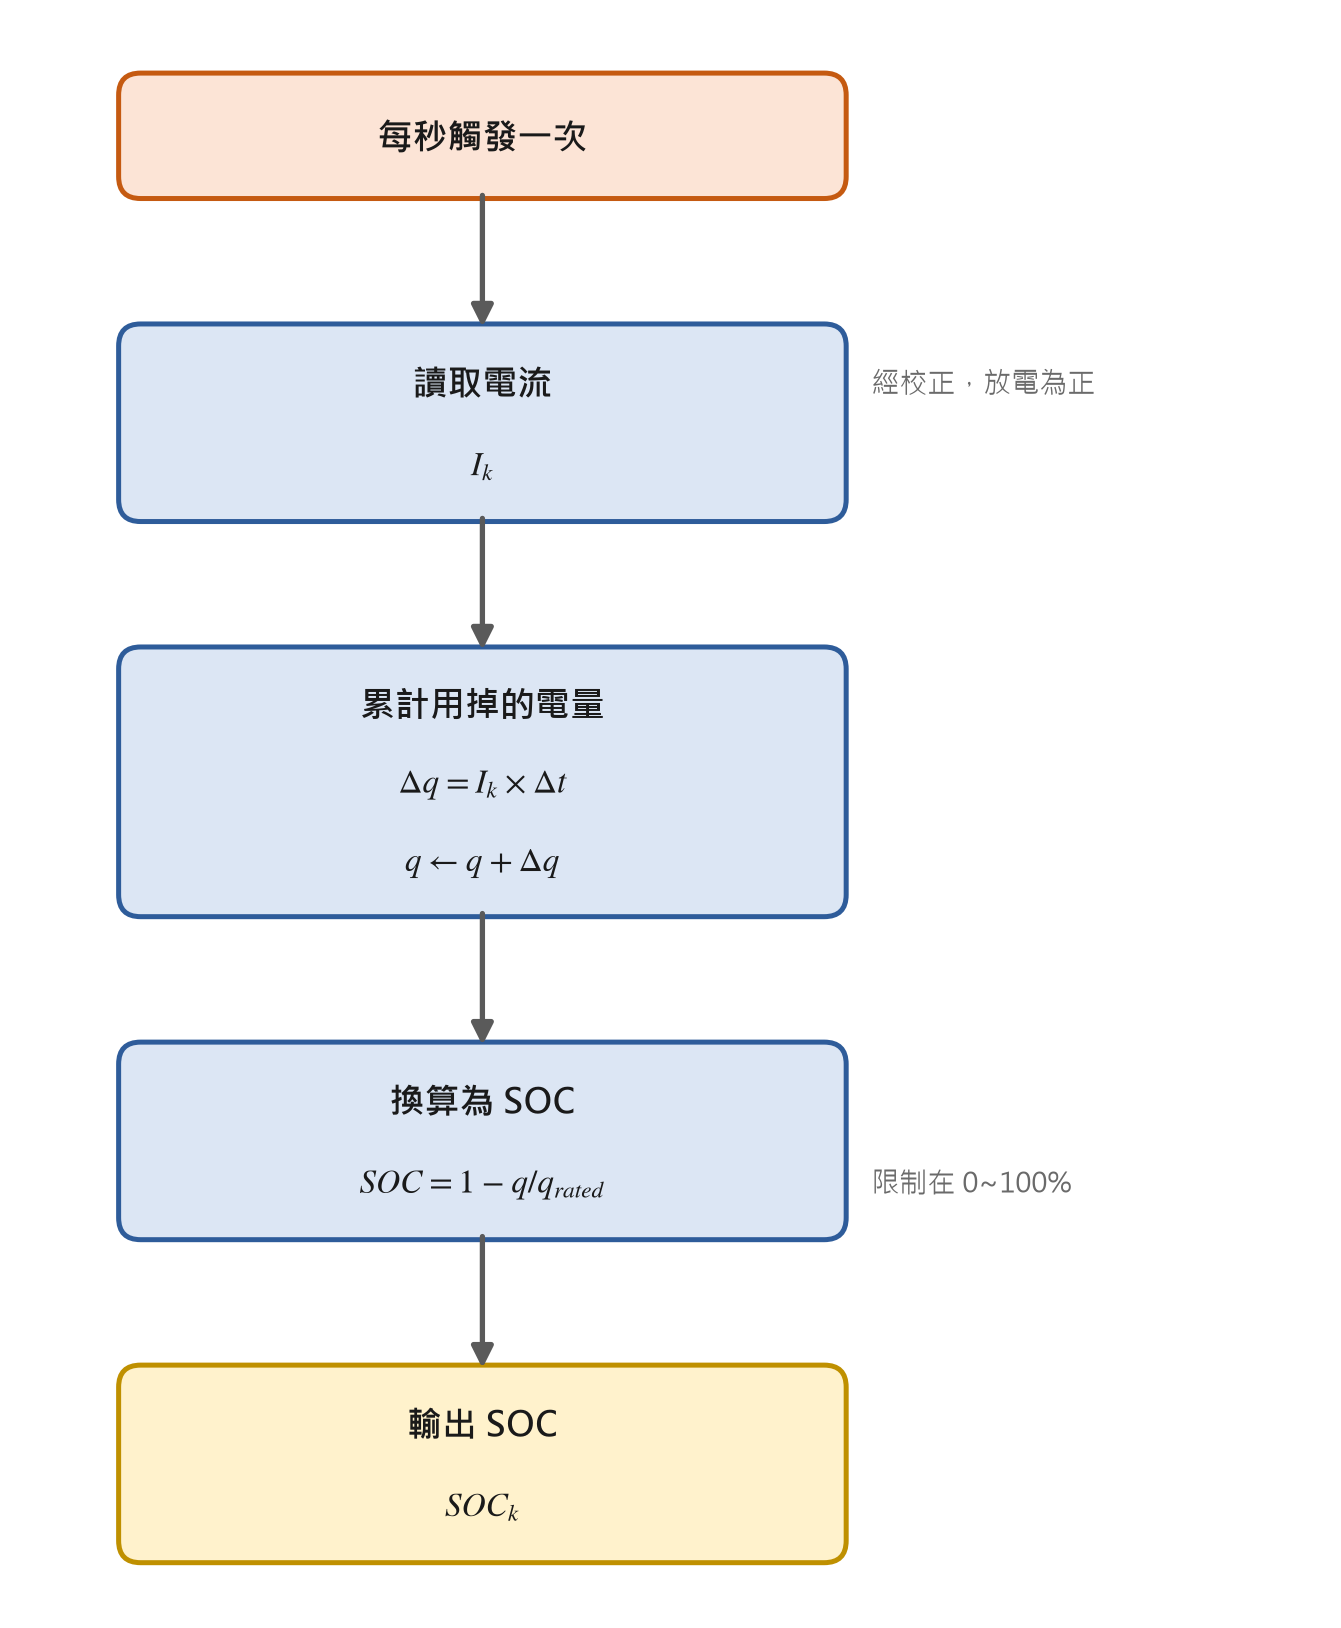 每秒觸發一次
讀取電流
經校正，放電為正
I_k
累計用掉的電量
Δq = I_k × Δt
q ← q + Δq
換算為 SOC
SOC = 1 − q/q_rated
限制在 0~100%
輸出 SOC
SOC_k